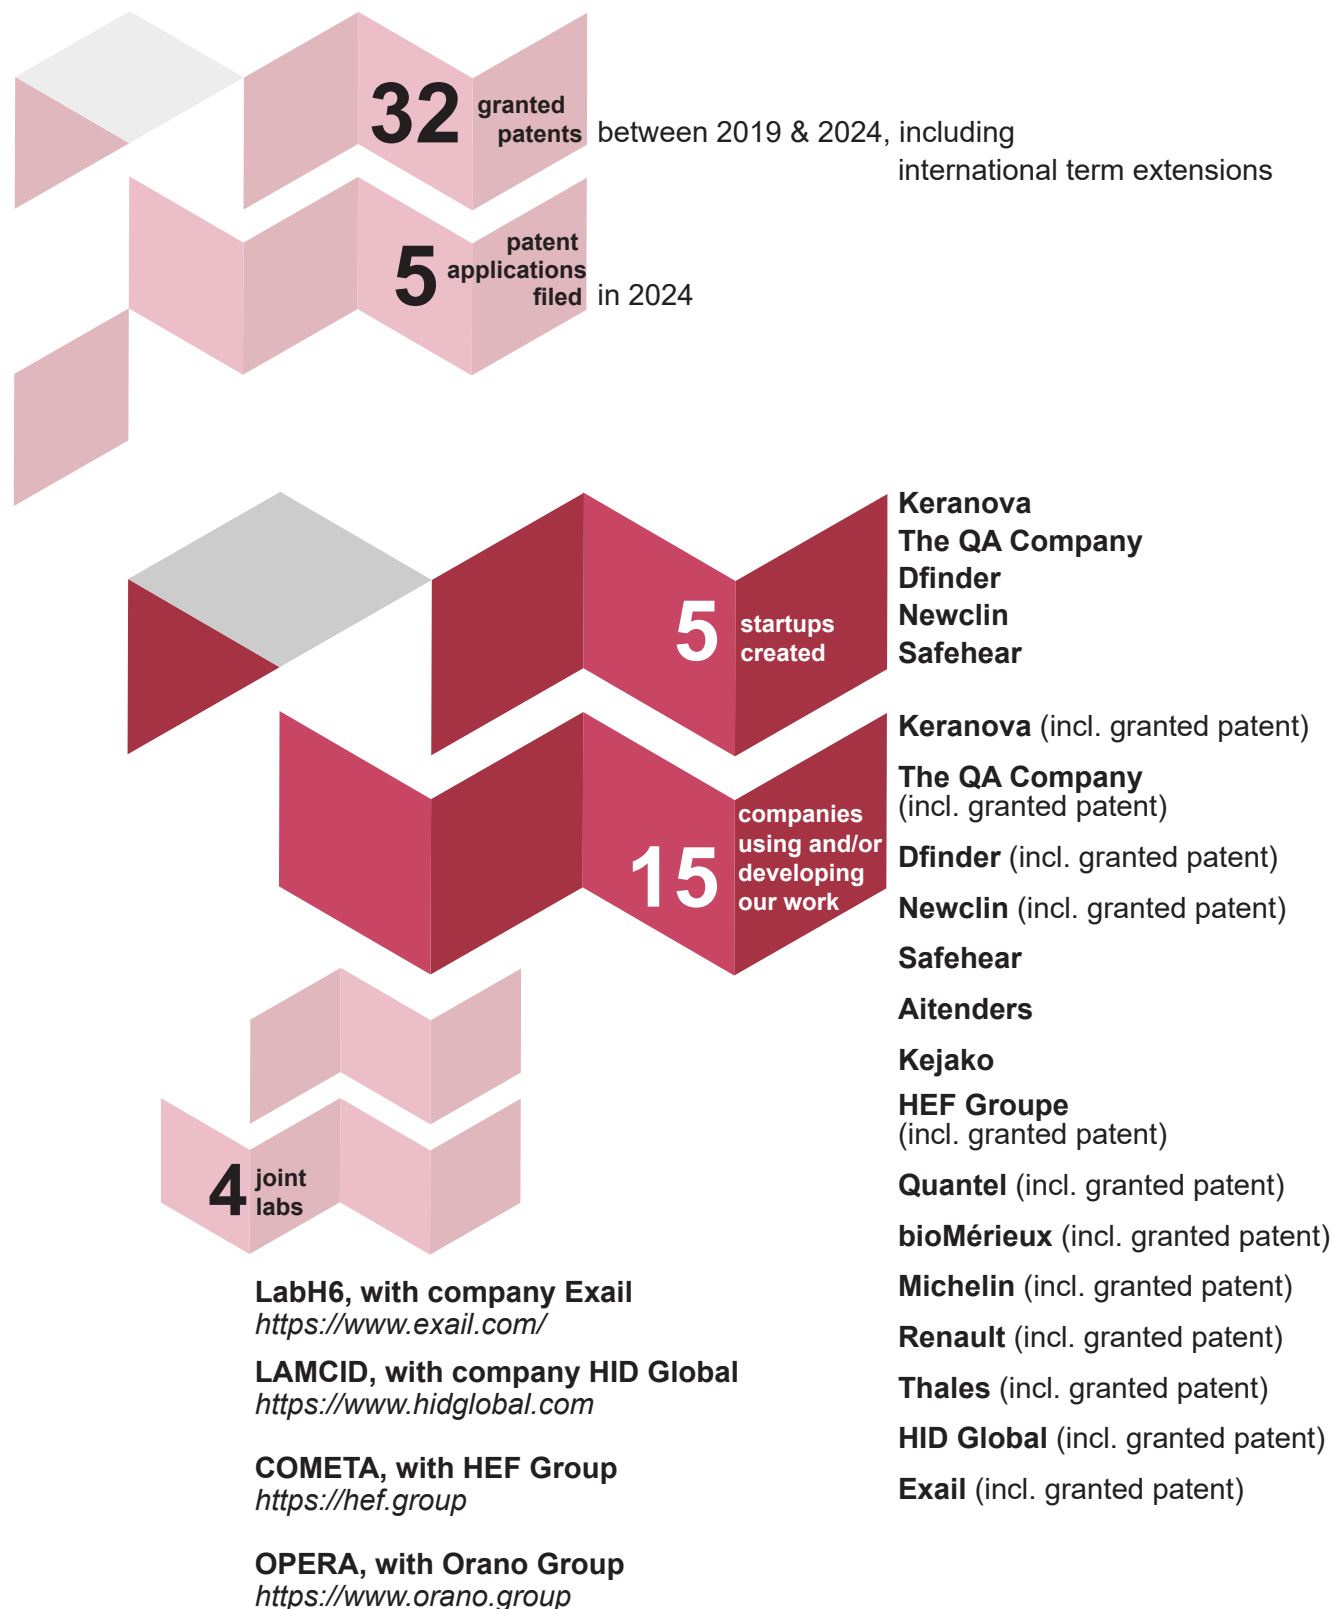 32 granted
patents between 2019 & 2024, including
international term extensions
5 patent
applications
filed in 2024
5 startups
created
Keranova
The QA Company
Dfinder
Newclin
Safehear
15 companies
using and/or
developing
our work
Keranova (incl. granted patent)
The QA Company
(incl. granted patent)
Dfinder (incl. granted patent)
Newclin (incl. granted patent)
Safehear
Aitenders
Kejako
HEF Groupe
(incl. granted patent)
Quantel (incl. granted patent)
bioMérieux (incl. granted patent)
Michelin (incl. granted patent)
Renault (incl. granted patent)
Thales (incl. granted patent)
HID Global (incl. granted patent)
Exail (incl. granted patent)
4 joint
labs
LabH6, with company Exail
https://www.exail.com/
LAMCID, with company HID Global
https://www.hidglobal.com
COMETA, with HEF Group
https://hef.group
OPERA, with Orano Group
https://www.orano.group